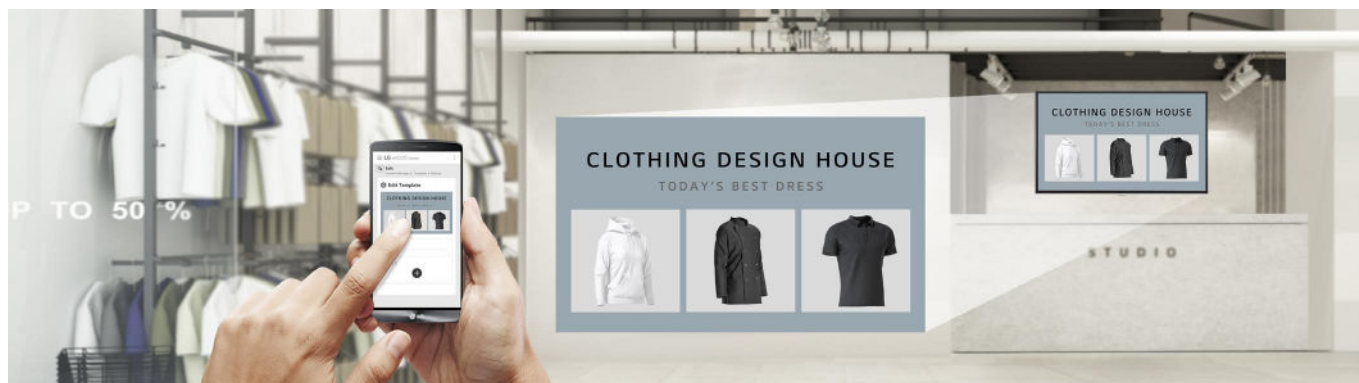 P TO 50 %
LG
Edit Template
CLOTHING DESIGN HOUSE
CLOTHING DESIGN HOUSE
TODAY'S BEST DRESS
CLOTHING DESIGN HOUSE
TODAY'S BEST DRESS
STUDIO